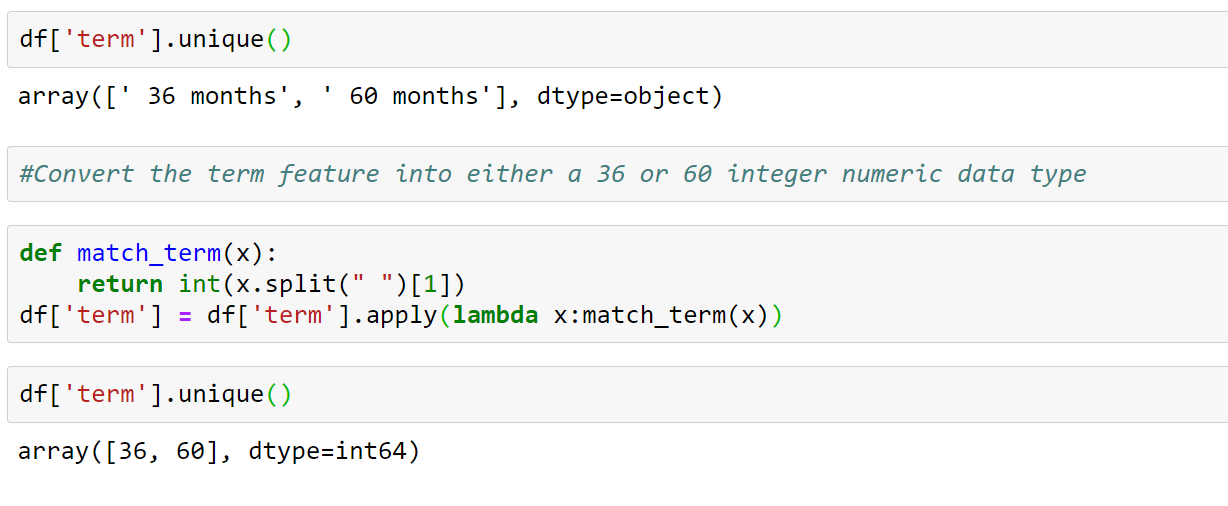 df['term'].unique()
array([' 36 months', ' 60 months'], dtype=object)
#Convert the term feature into either a 36 or 60 integer numeric data type
def match_term(x):
    return int(x.split(" ")[1])
df['term'] = df['term'].apply(lambda x:match_term(x))
df['term'].unique()
array([36, 60], dtype=int64)